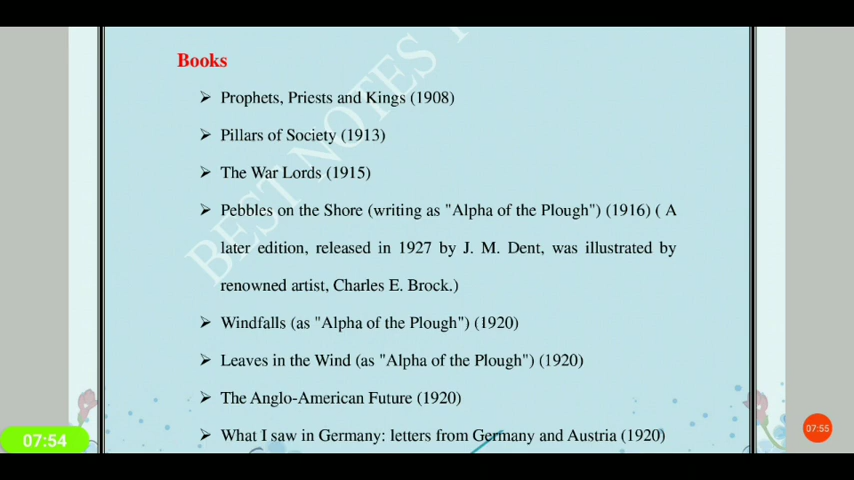 Books
➢ Prophets, Priests and Kings (1908)
➢ Pillars of Society (1913)
➢ The War Lords (1915)
➢ Pebbles on the Shore (writing as "Alpha of the Plough") (1916) ( A
later edition, released in 1927 by J. M. Dent, was illustrated by
renowned artist, Charles E. Brock.)
➢ Windfalls (as "Alpha of the Plough") (1920)
➢ Leaves in the Wind (as "Alpha of the Plough") (1920)
➢ The Anglo-American Future (1920)
➢ What I saw in Germany: letters from Germany and Austria (1920)
BEST NOTES
07:54
07:55